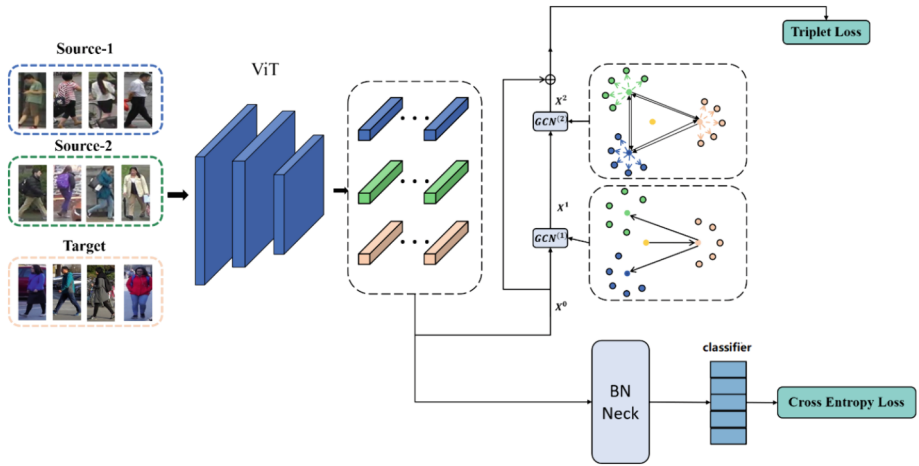 Source-1
ViT
Source-2
Target
X⁰
GCN⁽¹⁾
X¹
GCN⁽²⁾
X²
Triplet Loss
BN
Neck
classifier
Cross Entropy Loss